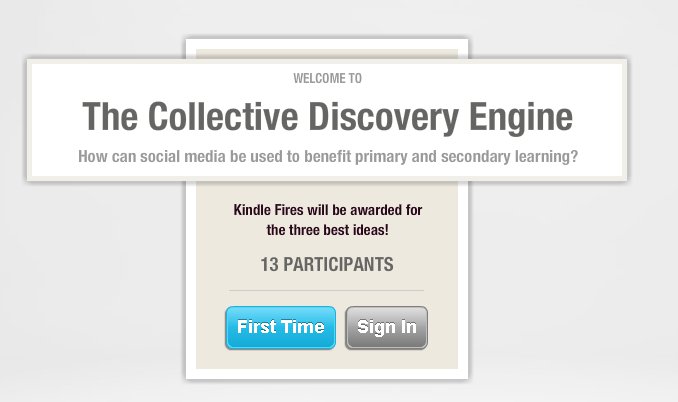 WELCOME TO
The Collective Discovery Engine
How can social media be used to benefit primary and secondary learning?
Kindle Fires will be awarded for
the three best ideas!
13 PARTICIPANTS
First Time
Sign In